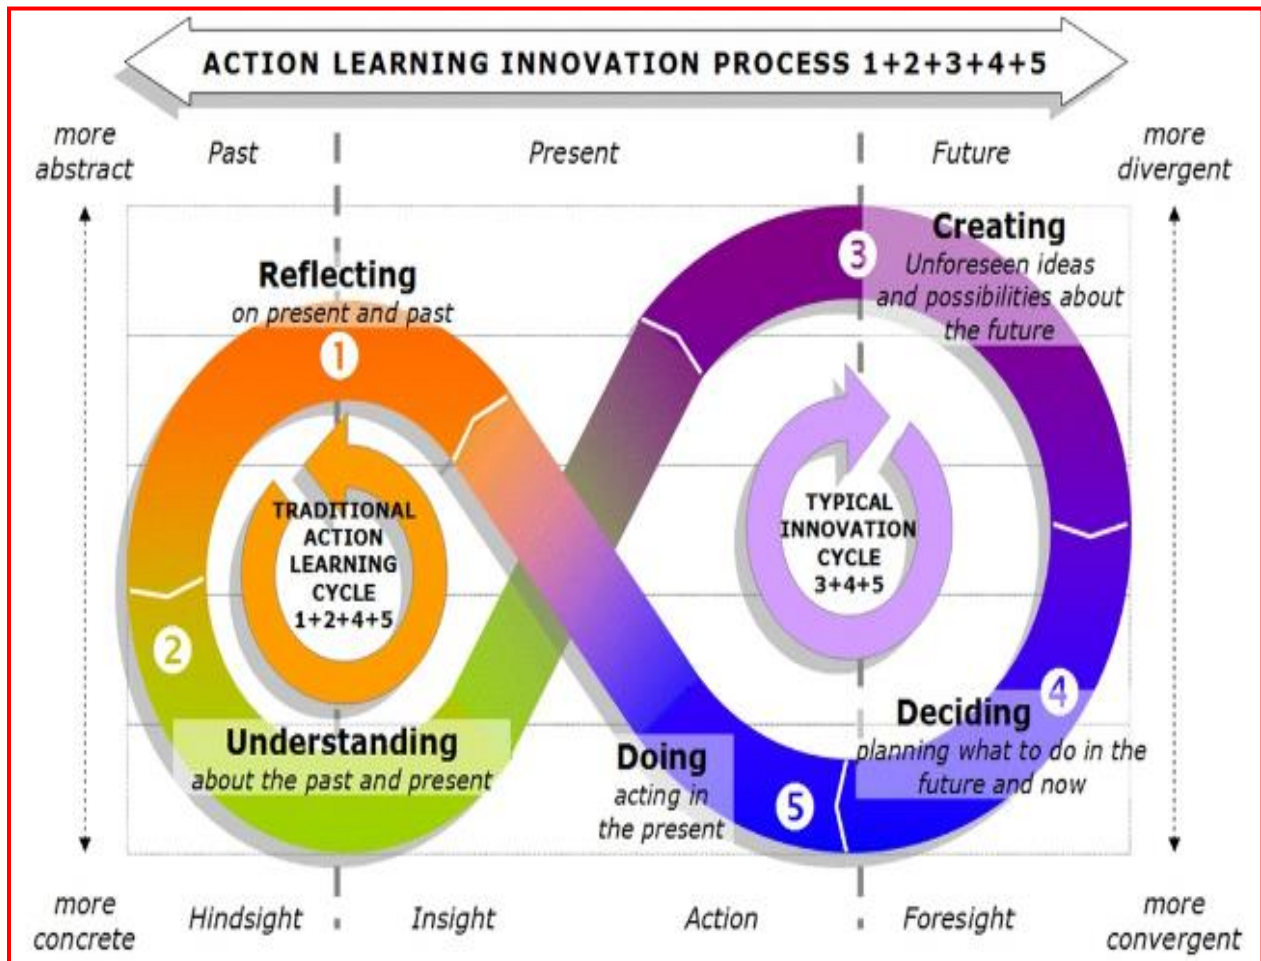 ACTION LEARNING INNOVATION PROCESS 1+2+3+4+5
more
abstract
Past
Present
Future
more
divergent
Reflecting
on present and past
1
3
Creating
Unforeseen ideas
and possibilities about
the future
TRADITIONAL
ACTION
LEARNING
CYCLE
1+2+4+5
TYPICAL
INNOVATION
CYCLE
3+4+5
2
Understanding
about the past and present
Doing
acting in
the present
5
4
Deciding
planning what to do in the
future and now
more
concrete
Hindsight
Insight
Action
Foresight
more
convergent